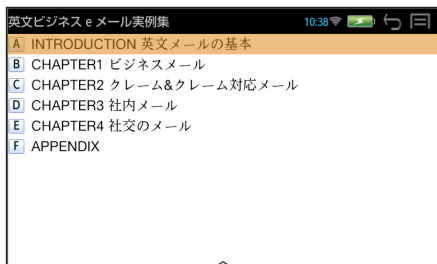 英文ビジネスeメール実例集 10:38
A INTRODUCTION 英文メールの基本
B CHAPTER1 ビジネスメール
C CHAPTER2 クレーム&クレーム対応メール
D CHAPTER3 社内メール
E CHAPTER4 社交のメール
F APPENDIX